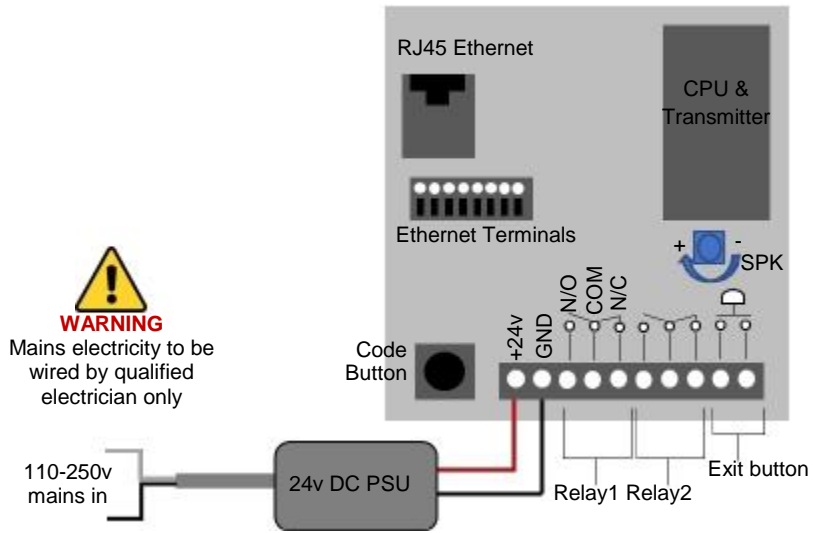 RJ45 Ethernet
CPU &
Transmitter
Ethernet Terminals
+ -
SPK
WARNING
Mains electricity to be
wired by qualified
electrician only
Code
Button
+24v
GND
N/O
COM
N/C
110-250v
mains in
24v DC PSU
Relay1 Relay2
Exit button